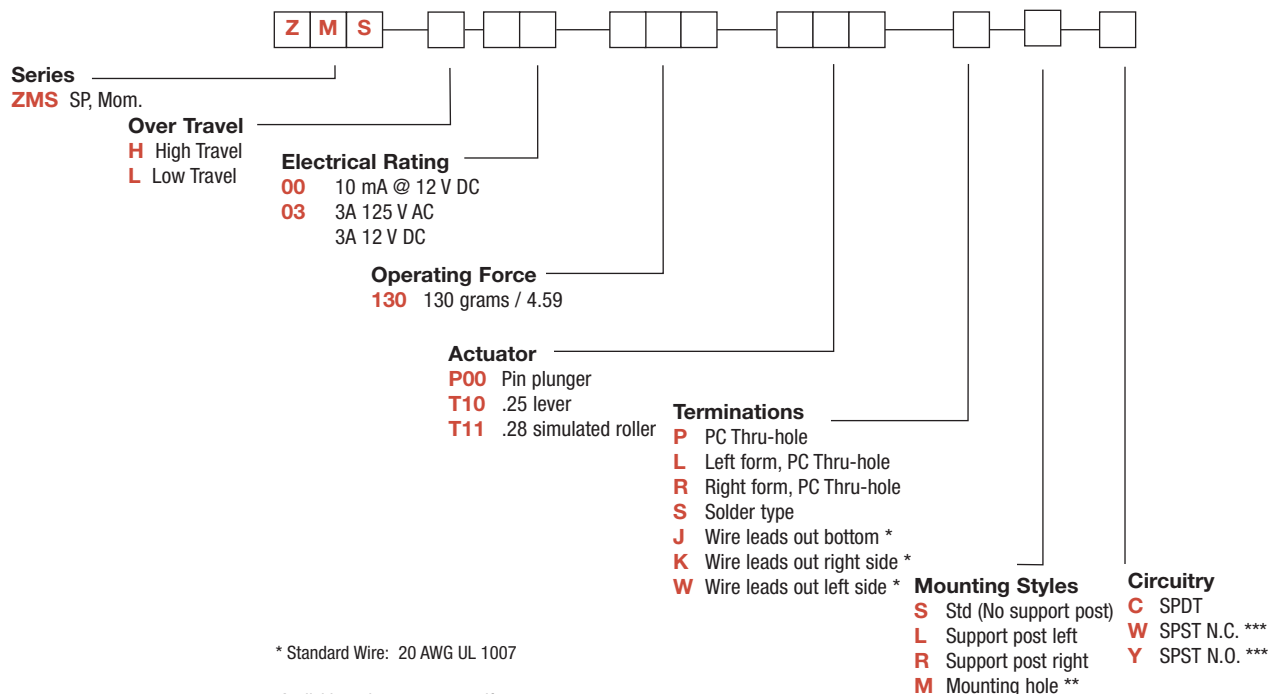 Z M S
Series
ZMS SP, Mom.
Over Travel
H High Travel
L Low Travel
Electrical Rating
00 10 mA @ 12 V DC
03 3A 125 V AC
3A 12 V DC
Operating Force
130 130 grams / 4.59
Actuator
P00 Pin plunger
T10 .25 lever
T11 .28 simulated roller
Terminations
P PC Thru-hole
L Left form, PC Thru-hole
R Right form, PC Thru-hole
S Solder type
J Wire leads out bottom *
K Wire leads out right side *
W Wire leads out left side *
Mounting Styles
S Std (No support post)
L Support post left
R Support post right
M Mounting hole **
Circuitry
C SPDT
W SPST N.C. ***
Y SPST N.O. ***
* Standard Wire: 20 AWG UL 1007